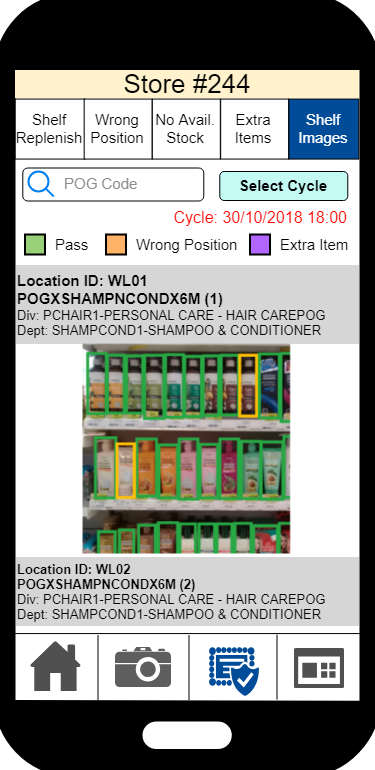 Store #244
Shelf Replenish
Wrong Position
No Avail. Stock
Extra Items
Shelf Images
POG Code
Select Cycle
Cycle: 30/10/2018 18:00
Pass
Wrong Position
Extra Item
Location ID: WL01
POGXSHAMPNCONDX6M (1)
Div: PCHAIR1-PERSONAL CARE - HAIR CAREPOG
Dept: SHAMPCOND1-SHAMPOO & CONDITIONER
Location ID: WL02
POGXSHAMPNCONDX6M (2)
Div: PCHAIR1-PERSONAL CARE - HAIR CAREPOG
Dept: SHAMPCOND1-SHAMPOO & CONDITIONER